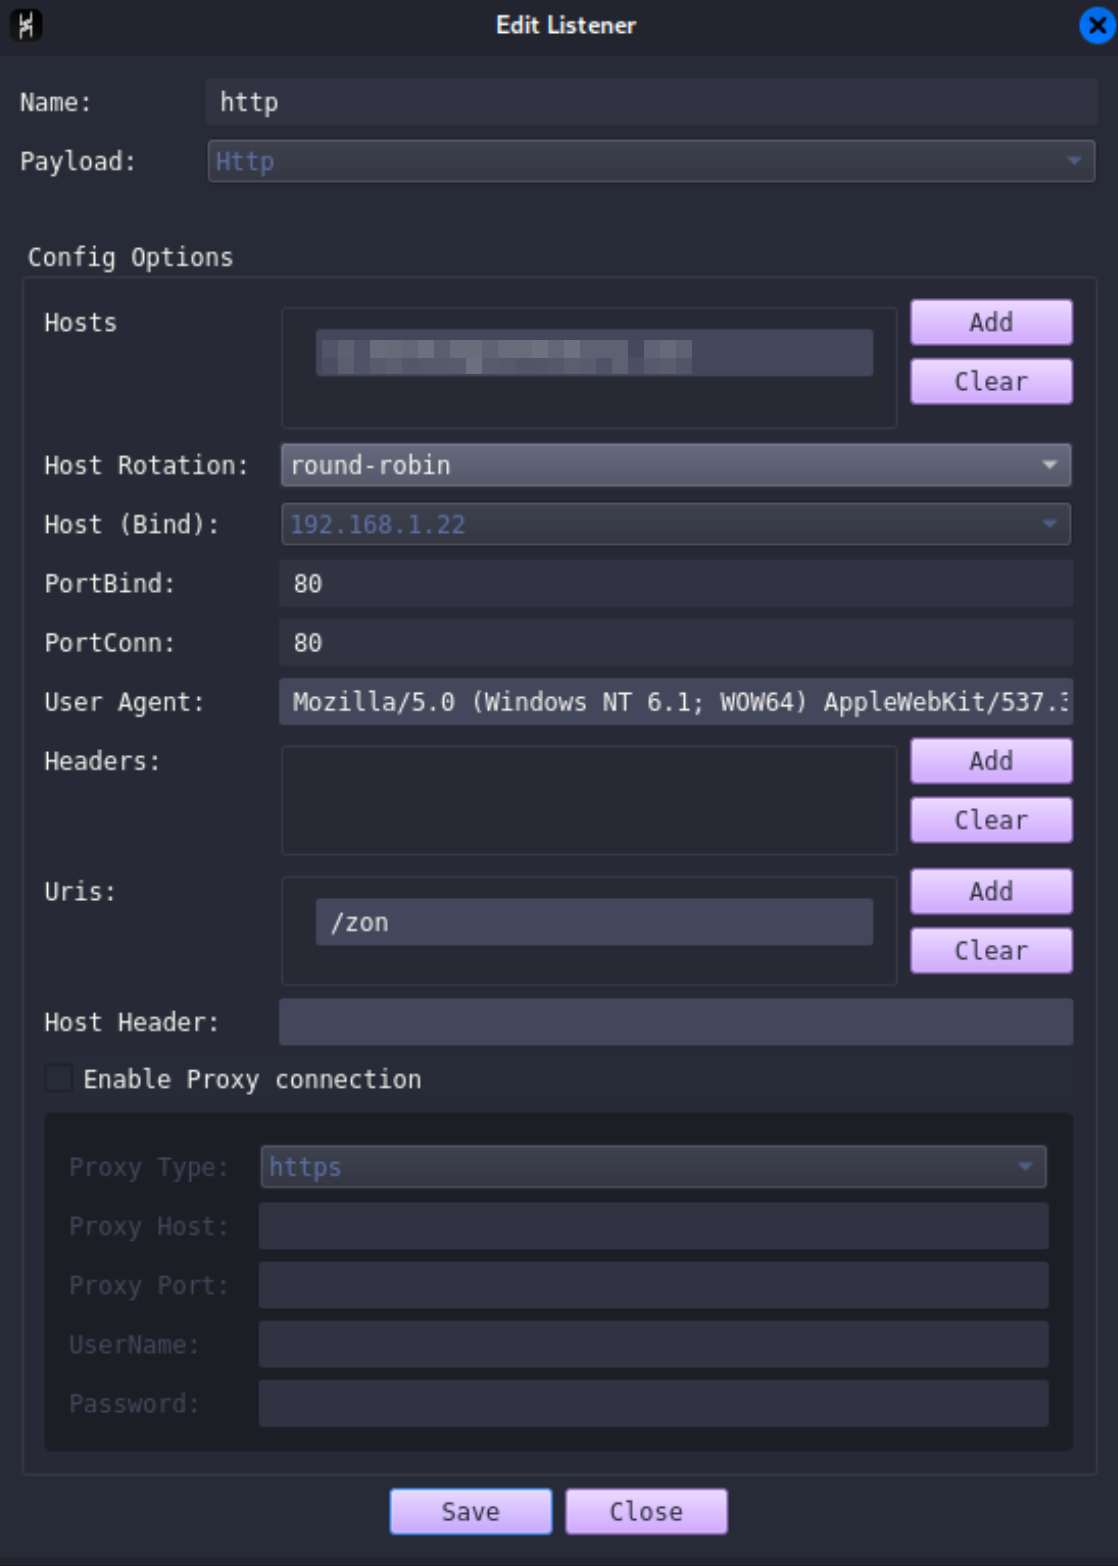 Edit Listener
Name: http
Payload: Http
Config Options
Hosts Add
Clear
Host Rotation: round-robin
Host (Bind): 192.168.1.22
PortBind: 80
PortConn: 80
User Agent: Mozilla/5.0 (Windows NT 6.1; WOW64) AppleWebKit/537.3
Headers: Add
Clear
Uris: /zon Add
Clear
Host Header:
Enable Proxy connection
Proxy Type: https
Proxy Host:
Proxy Port:
UserName:
Password:
Save Close